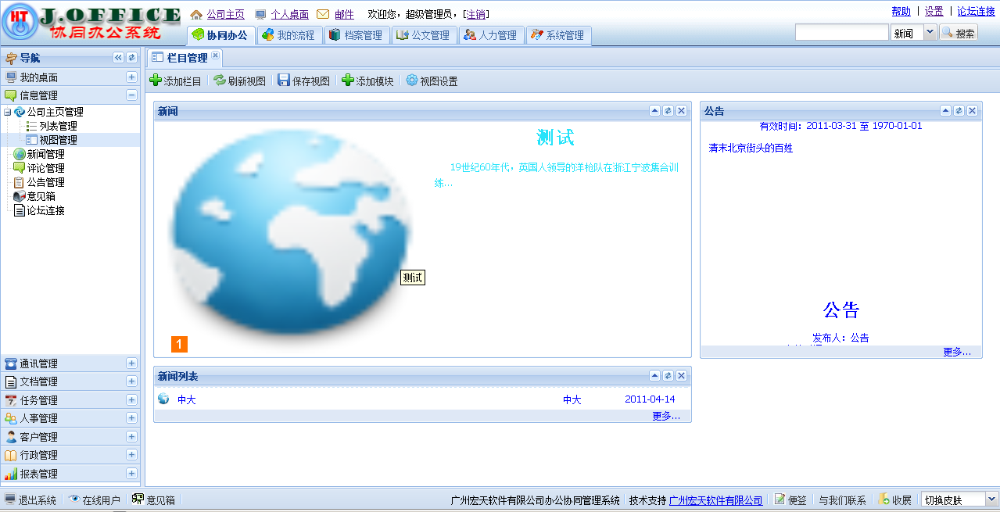 HT J.OFFICE 协同办公系统
公司主页 个人桌面 邮件 欢迎您，超级管理员，[注销]
帮助 | 设置 | 论坛连接
协同办公 我的流程 档案管理 公文管理 人力管理 系统管理
新闻 搜索
导航
我的桌面
信息管理
公司主页管理
列表管理
视图管理
新闻管理
评论管理
公告管理
意见箱
论坛连接
通讯管理
文档管理
任务管理
人事管理
客户管理
行政管理
报表管理
栏目管理
添加栏目 刷新视图 保存视图 添加模块 视图设置
新闻
测试
19世纪60年代，英国人领导的洋枪队在浙江宁波集合训
练...
测试
1
公告
有效时间：2011-03-31 至 1970-01-01
清末北京街头的百姓
公告
发布人：公告
更多...
新闻列表
中大 中大 2011-04-14
更多...
退出系统 在线用户 意见箱
广州宏天软件有限公司办公协同管理系统 技术支持 广州宏天软件有限公司 便签 与我们联系 收展 切换皮肤